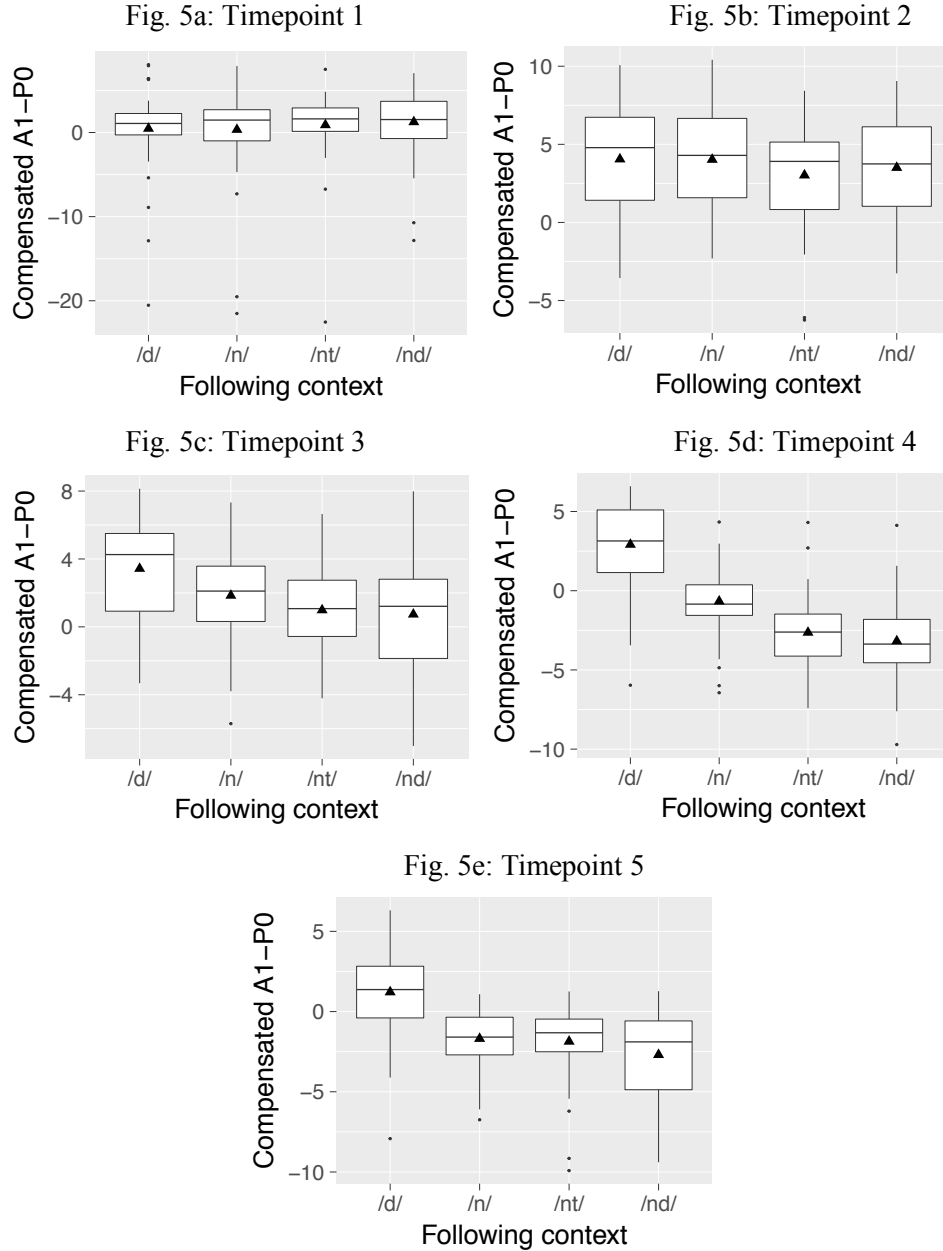 Fig. 5a: Timepoint 1
Compensated A1−P0
0
−10
−20
/d/ /n/ /nt/ /nd/
Following context
Fig. 5b: Timepoint 2
Compensated A1−P0
10
5
0
−5
/d/ /n/ /nt/ /nd/
Following context
Fig. 5c: Timepoint 3
Compensated A1−P0
8
4
0
−4
/d/ /n/ /nt/ /nd/
Following context
Fig. 5d: Timepoint 4
Compensated A1−P0
5
0
−5
−10
/d/ /n/ /nt/ /nd/
Following context
Fig. 5e: Timepoint 5
Compensated A1−P0
5
0
−5
−10
/d/ /n/ /nt/ /nd/
Following context